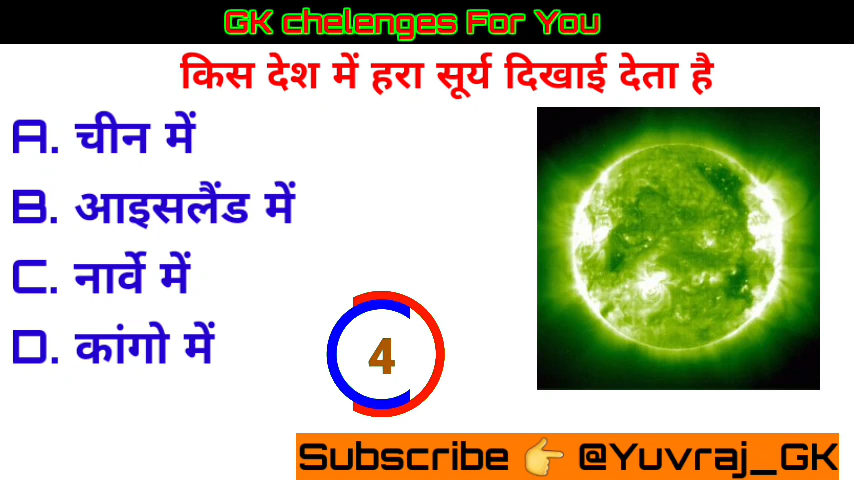 GK chelenges For You
किस देश में हरा सूर्य दिखाई देता है
A. चीन में
B. आइसलैंड में
C. नार्वे में
D. कांगो में
4
Subscribe 👉 @Yuvraj_GK